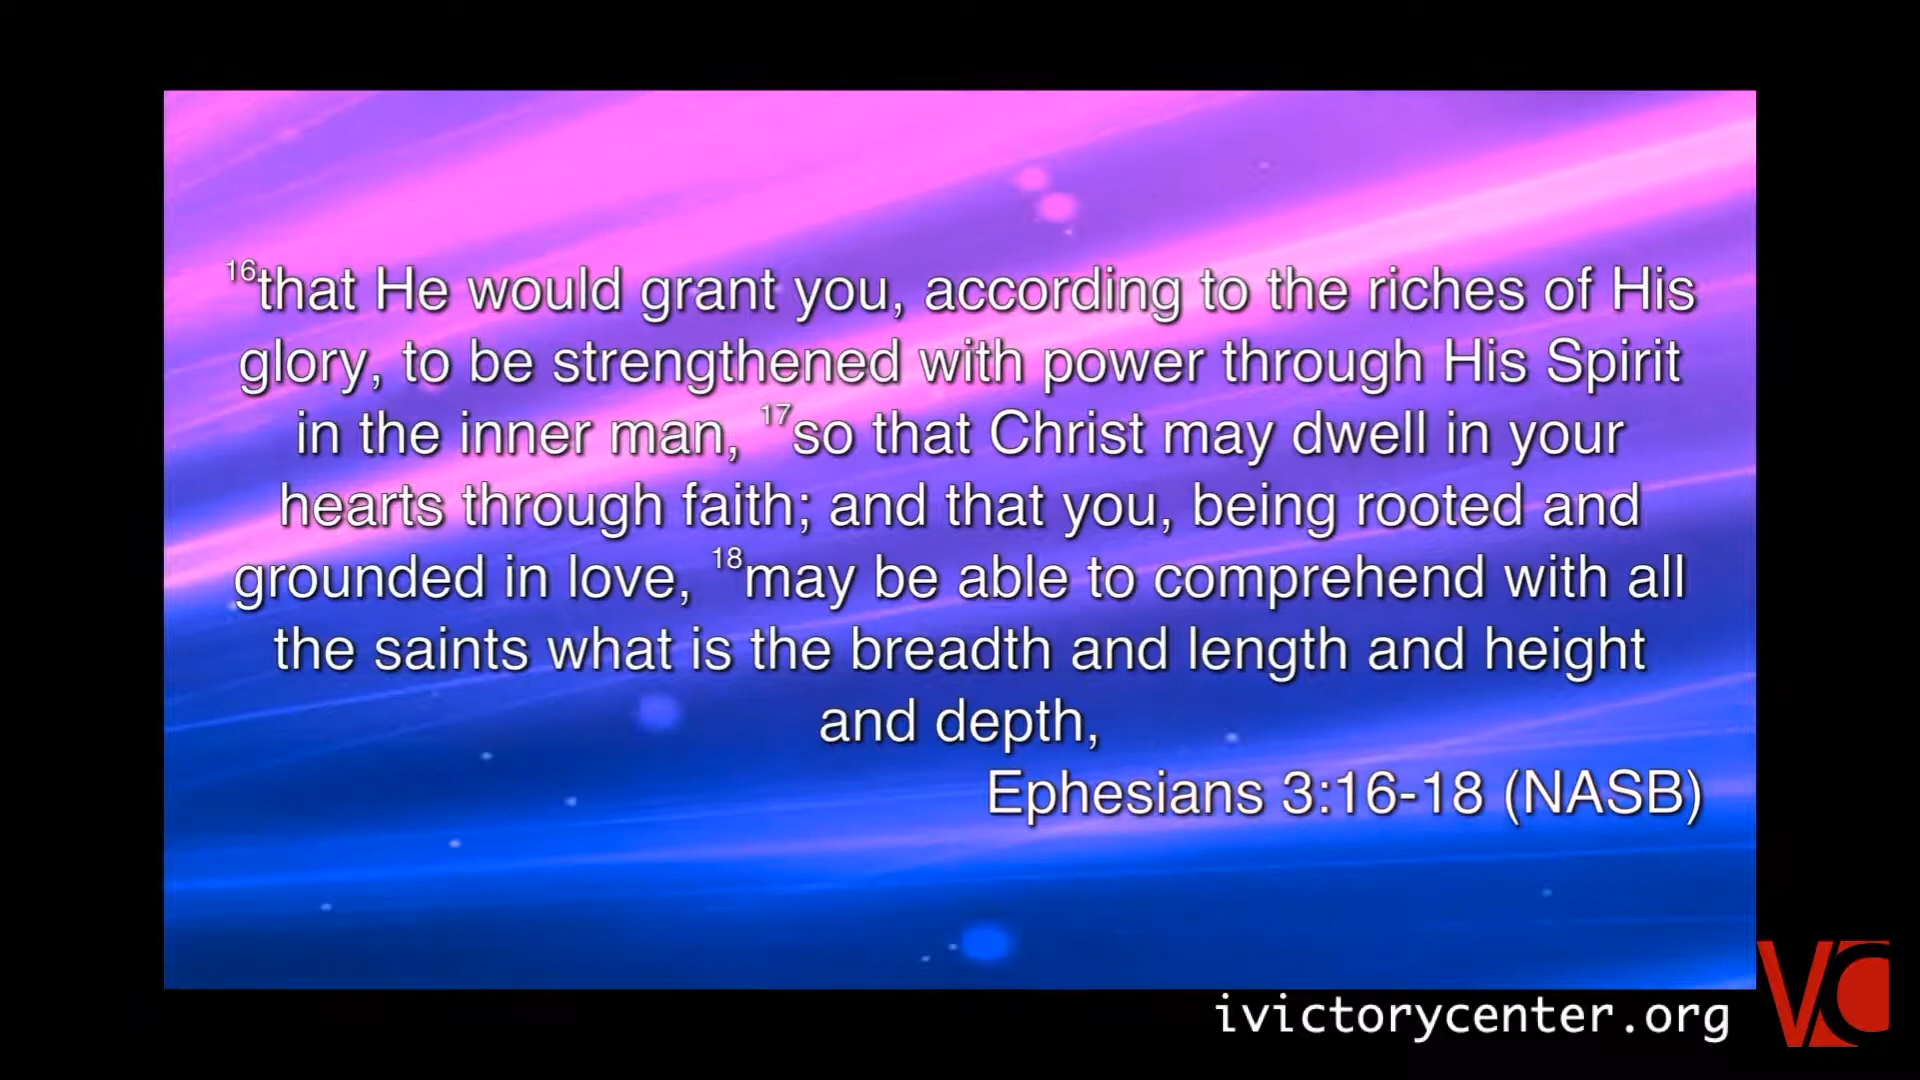 16that He would grant you, according to the riches of His
glory, to be strengthened with power through His Spirit
in the inner man, 17so that Christ may dwell in your
hearts through faith; and that you, being rooted and
grounded in love, 18may be able to comprehend with all
the saints what is the breadth and length and height
and depth,
Ephesians 3:16-18 (NASB)
ivictorycenter.org
VC